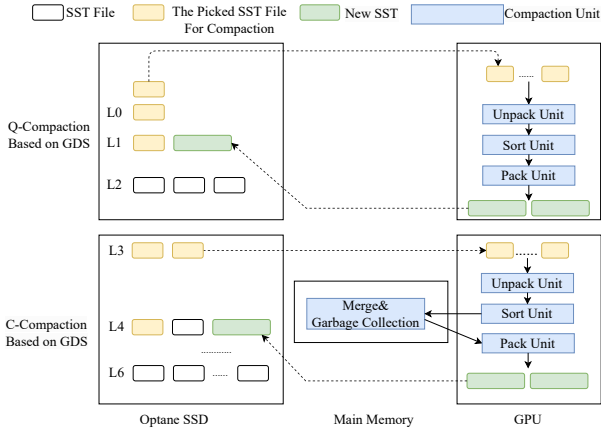 SST File
The Picked SST File
For Compaction
New SST
Compaction Unit
Q-Compaction
Based on GDS
L0
L1
L2
......
Unpack Unit
Sort Unit
Pack Unit
C-Compaction
Based on GDS
L3
L4
..........
L6
......
Merge&
Garbage Collection
......
Unpack Unit
Sort Unit
Pack Unit
Optane SSD
Main Memory
GPU